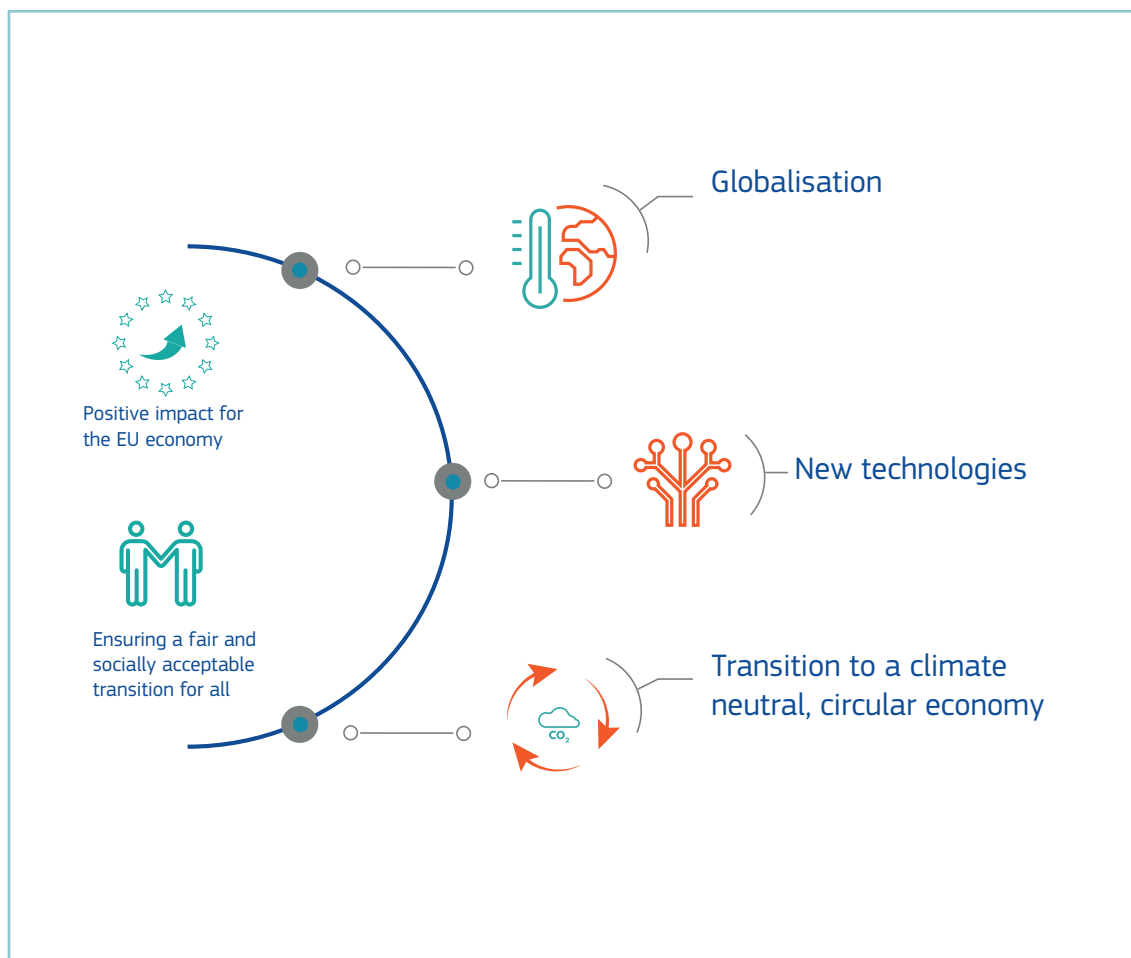 Globalisation
Positive impact for
the EU economy
New technologies
Ensuring a fair and
socially acceptable
transition for all
Transition to a climate
neutral, circular economy
CO₂